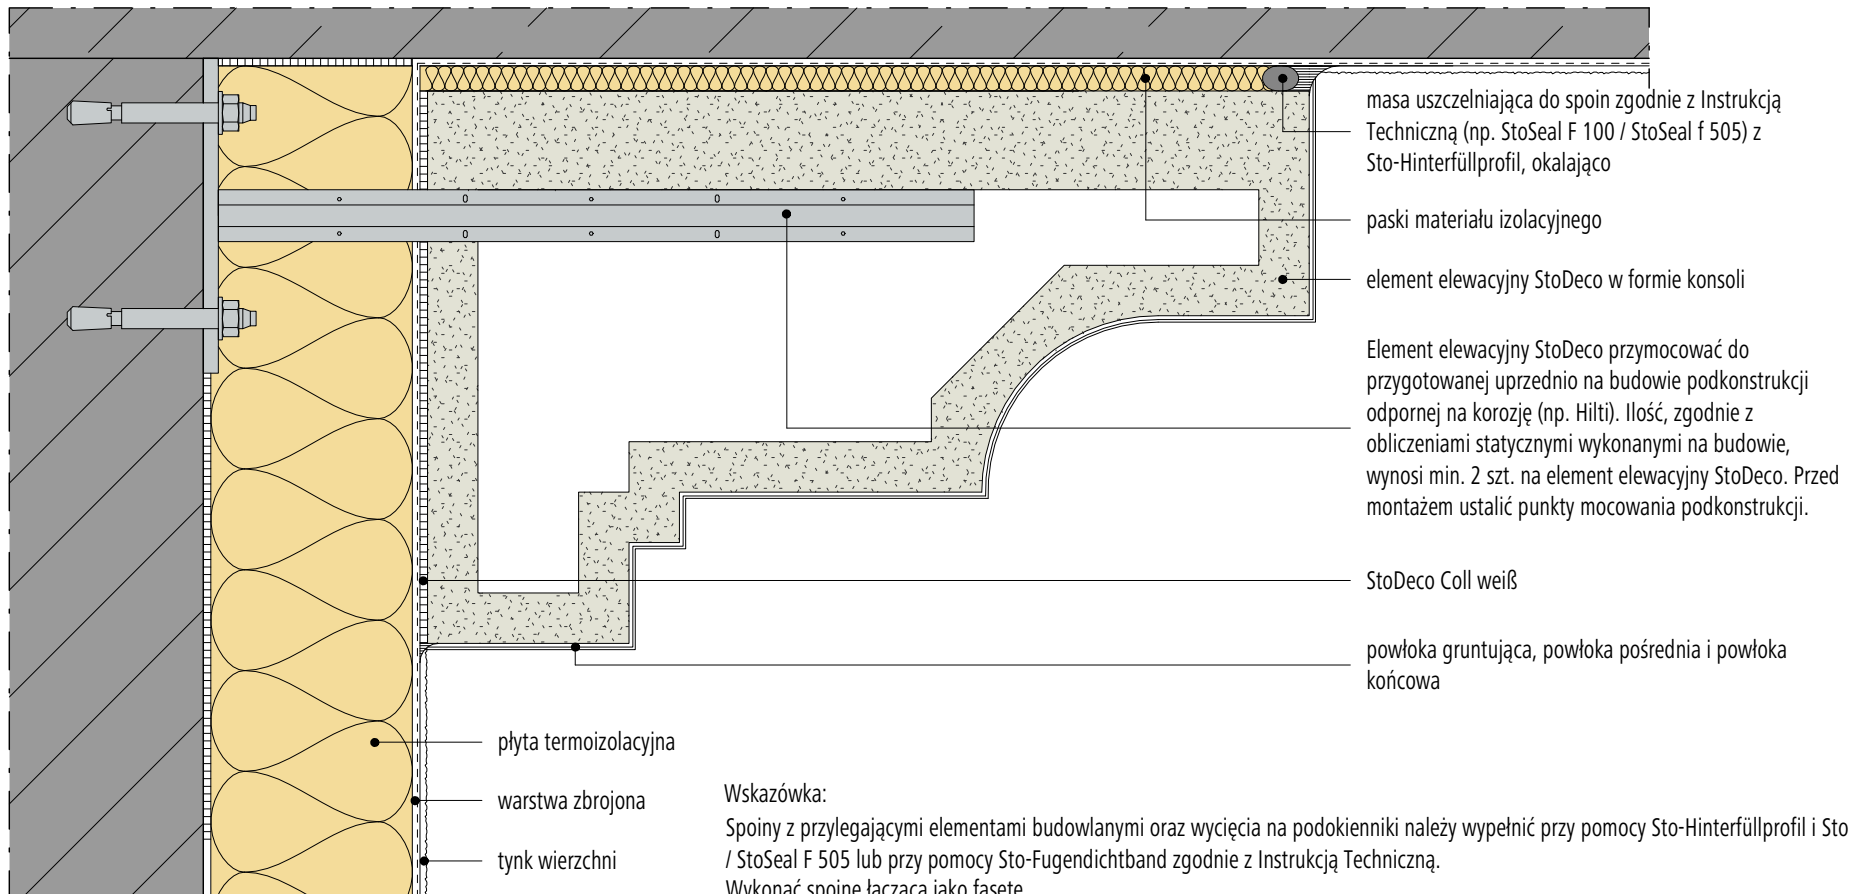 masa uszczelniająca do spoin zgodnie z Instrukcją
Techniczną (np. StoSeal F 100 / StoSeal f 505) z
Sto-Hinterfüllprofil, okalająco
paski materiału izolacyjnego
element elewacyjny StoDeco w formie konsoli
Element elewacyjny StoDeco przymocować do
przygotowanej uprzednio na budowie podkonstrukcji
odpornej na korozję (np. Hilti). Ilość, zgodnie z
obliczeniami statycznymi wykonanymi na budowie,
wynosi min. 2 szt. na element elewacyjny StoDeco. Przed
montażem ustalić punkty mocowania podkonstrukcji.
StoDeco Coll weiß
powłoka gruntująca, powłoka pośrednia i powłoka
końcowa
płyta termoizolacyjna
warstwa zbrojona
tynk wierzchni
Wskazówka:
Spoiny z przylegającymi elementami budowlanymi oraz wycięcia na podokienniki należy wypełnić przy pomocy Sto-Hinterfüllprofil i Sto
/ StoSeal F 505 lub przy pomocy Sto-Fugendichtband zgodnie z Instrukcją Techniczną.
Wykonać spoinę łączącą jako fasetę